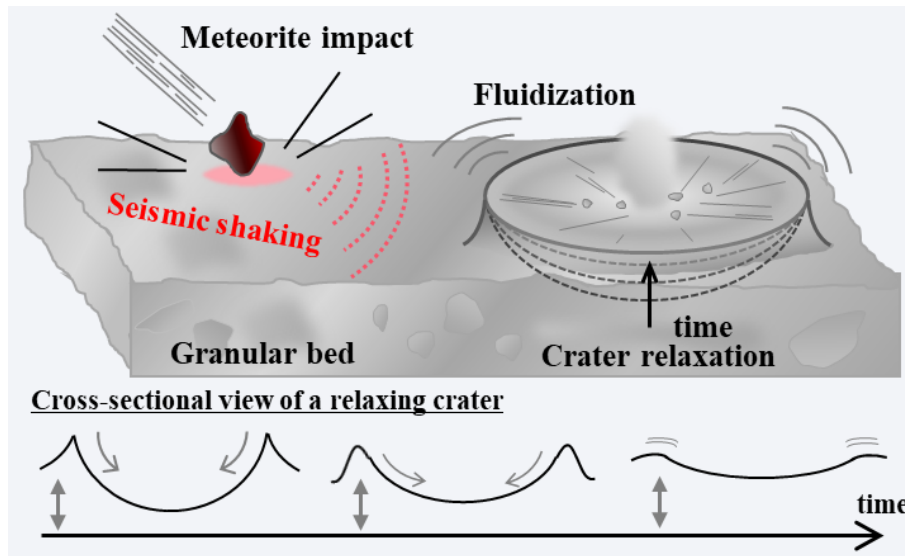 Meteorite impact
Fluidization
Seismic shaking
time
Granular bed
Crater relaxation
Cross-sectional view of a relaxing crater
time